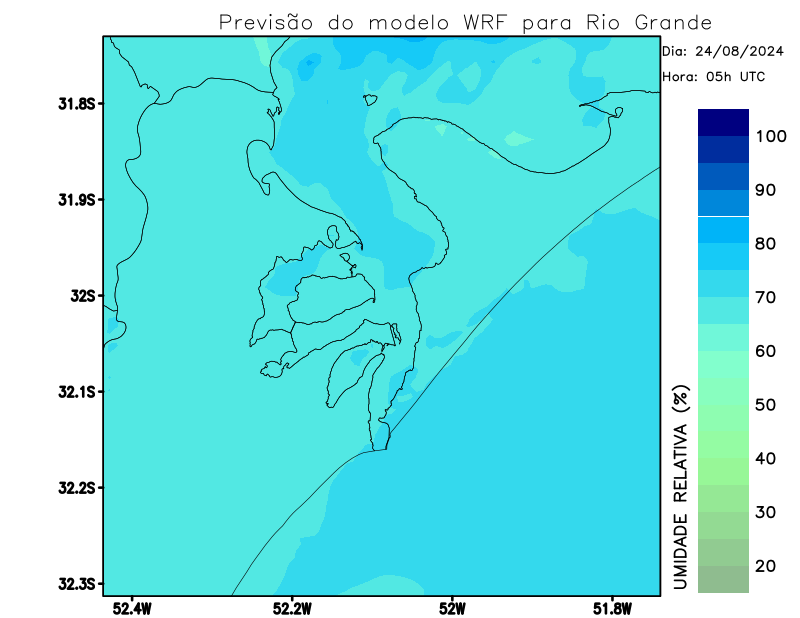 Previsão do modelo WRF para Rio Grande
Dia: 24/08/2024
Hora: 05h UTC
31.8S
31.9S
32S
32.1S
32.2S
32.3S
52.4W
52.2W
52W
51.8W
100
90
80
70
60
50
40
30
20
UMIDADE RELATIVA (%)